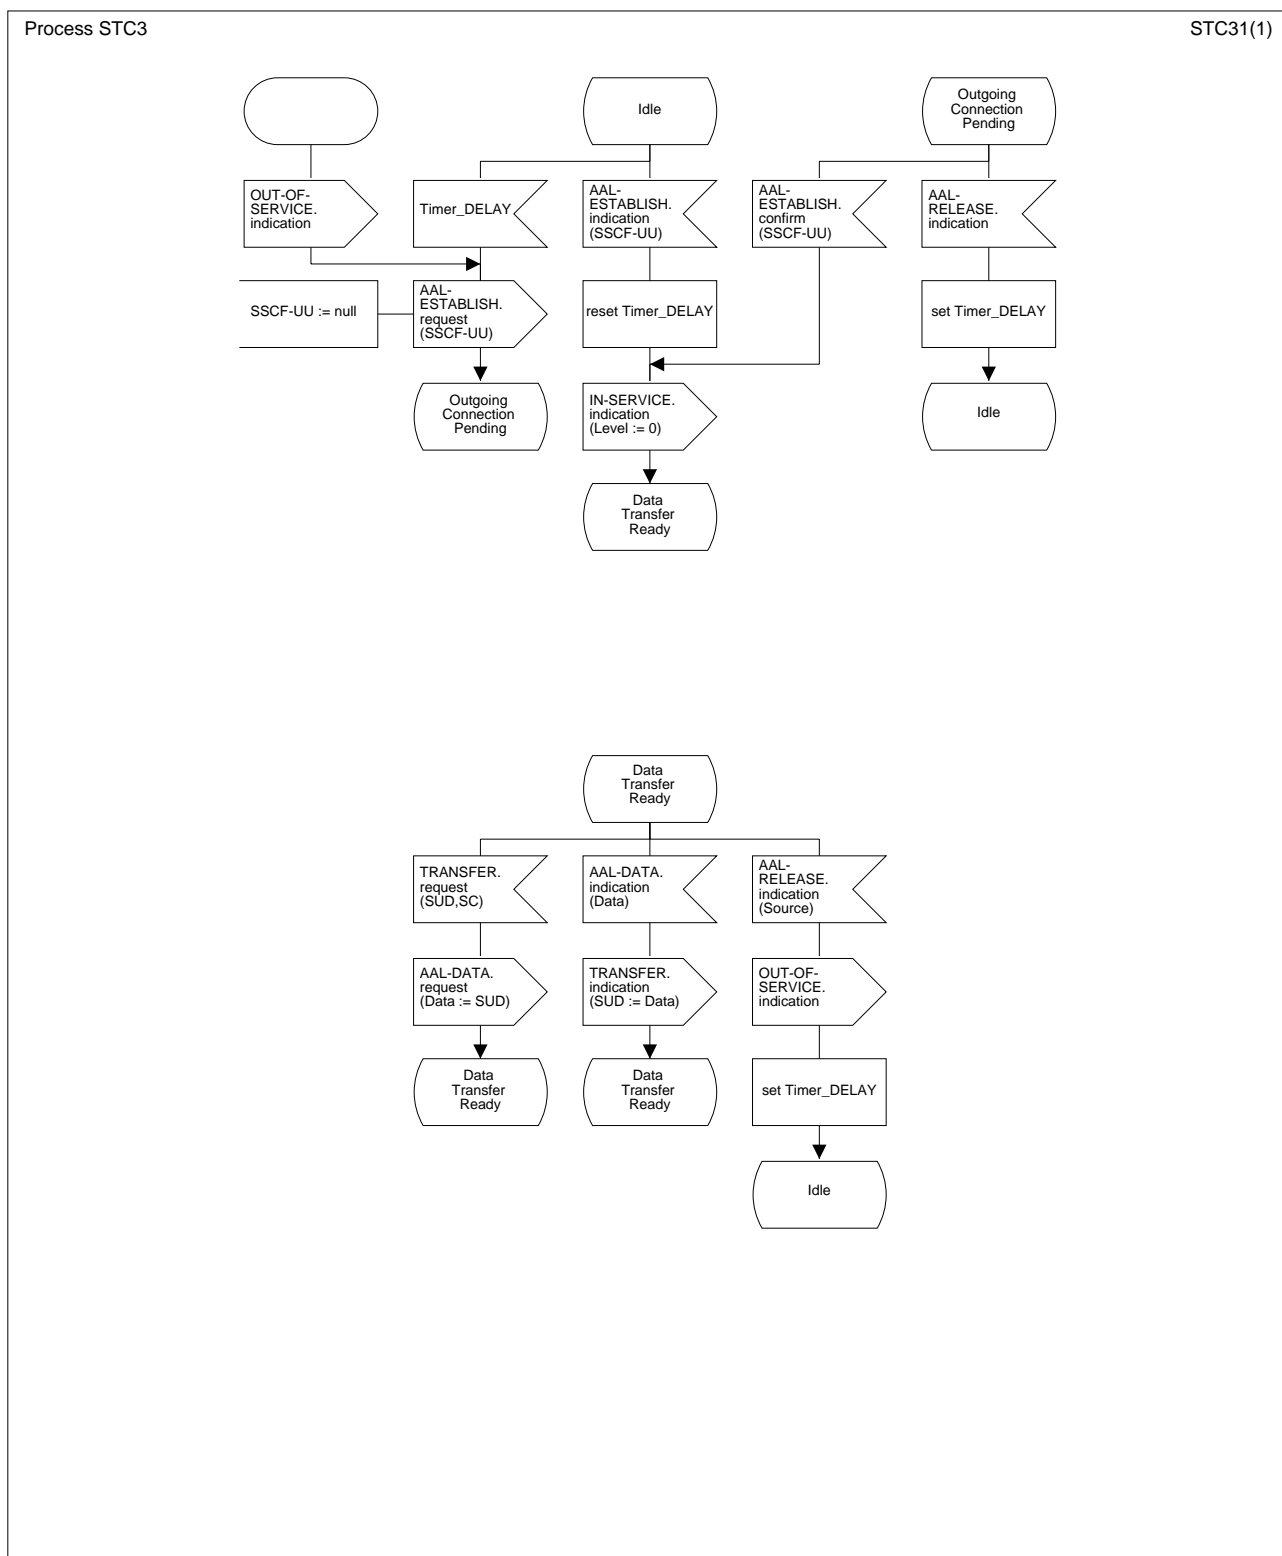 Process STC3
STC31(1)
Idle
Outgoing
Connection
Pending
OUT-OF-
SERVICE.
indication
Timer_DELAY
AAL-
ESTABLISH.
indication
(SSCF-UU)
AAL-
ESTABLISH.
confirm
(SSCF-UU)
AAL-
RELEASE.
indication
SSCF-UU := null
AAL-
ESTABLISH.
request
(SSCF-UU)
reset Timer_DELAY
set Timer_DELAY
Outgoing
Connection
Pending
IN-SERVICE.
indication
(Level := 0)
Idle
Data
Transfer
Ready
Data
Transfer
Ready
TRANSFER.
request
(SUD,SC)
AAL-DATA.
indication
(Data)
AAL-
RELEASE.
indication
(Source)
AAL-DATA.
request
(Data := SUD)
TRANSFER.
indication
(SUD := Data)
OUT-OF-
SERVICE.
indication
Data
Transfer
Ready
Data
Transfer
Ready
set Timer_DELAY
Idle